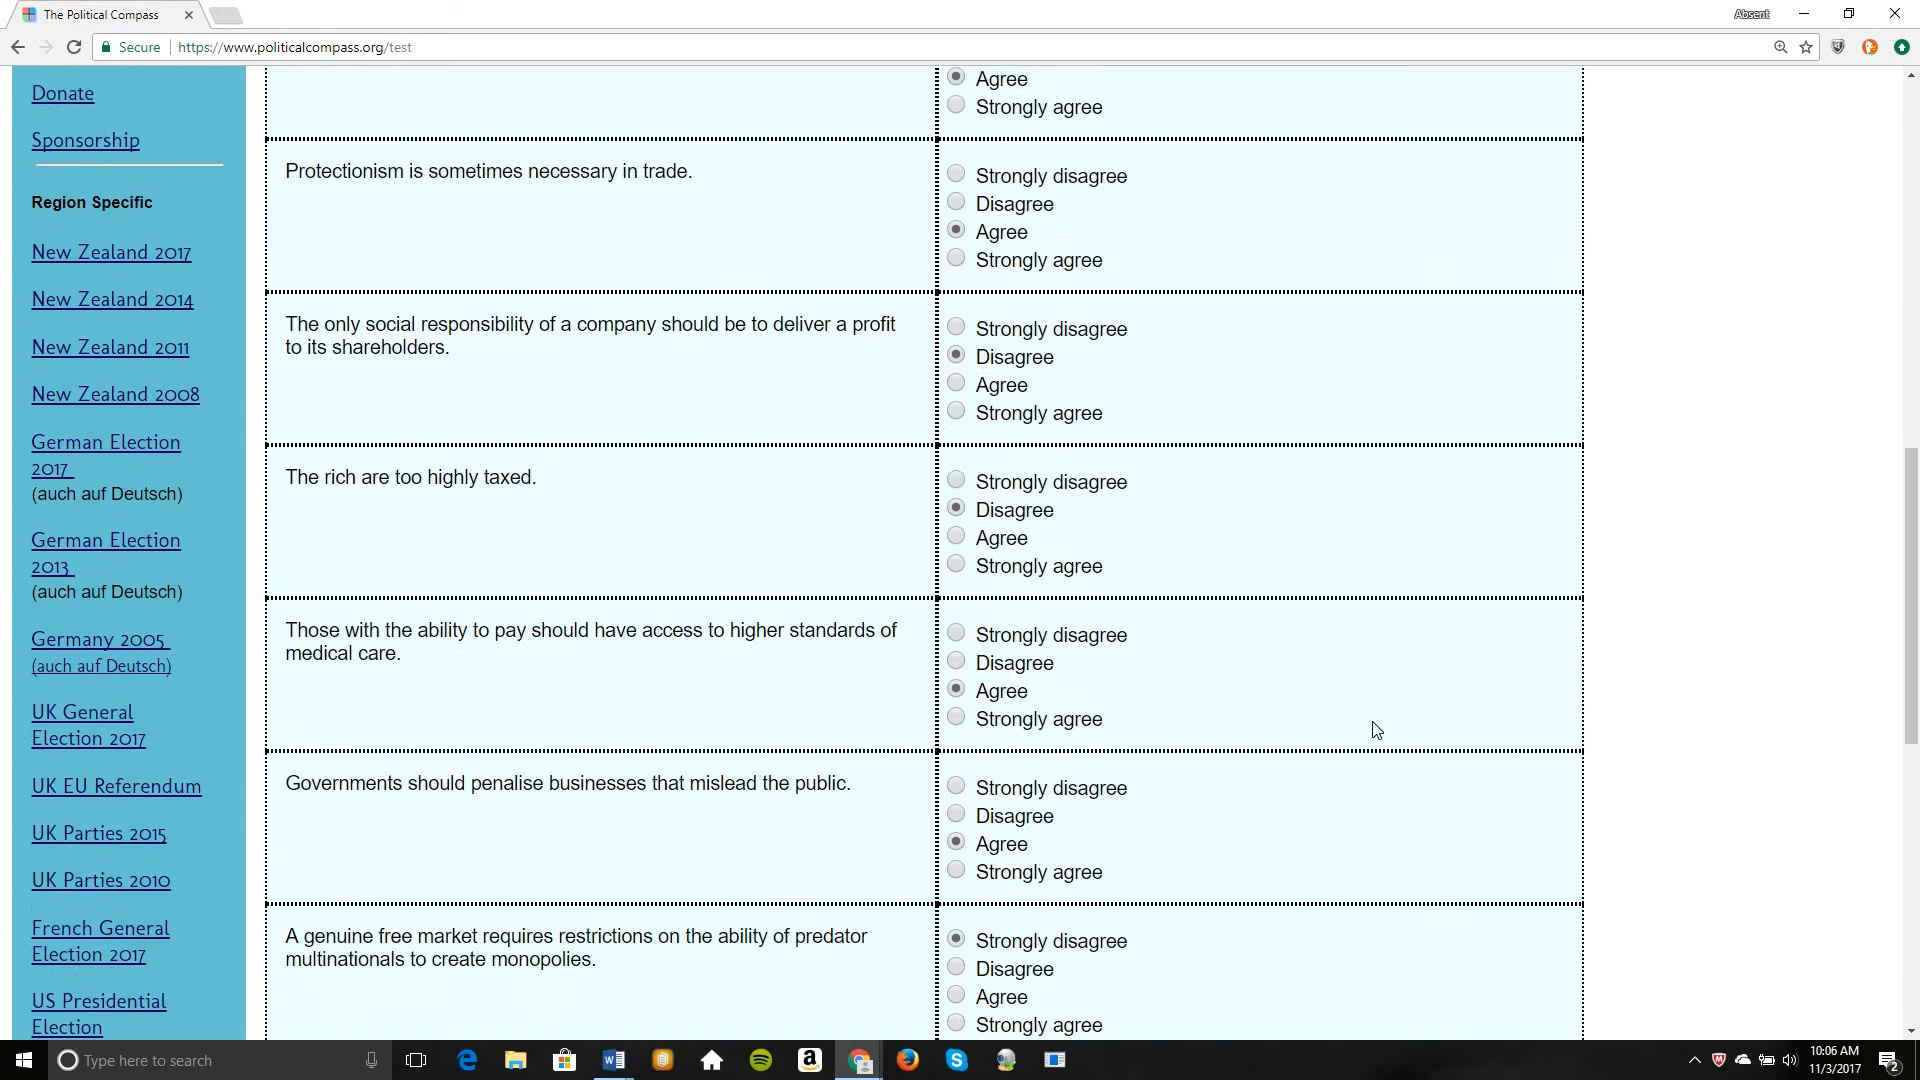 The Political Compass
Absent
Secure
https://www.politicalcompass.org/test
Donate
Sponsorship
Region Specific
New Zealand 2017
New Zealand 2014
New Zealand 2011
New Zealand 2008
German Election
2017
(auch auf Deutsch)
German Election
2013
(auch auf Deutsch)
Germany 2005
(auch auf Deutsch)
UK General
Election 2017
UK EU Referendum
UK Parties 2015
UK Parties 2010
French General
Election 2017
US Presidential
Election
Agree
Strongly agree
Protectionism is sometimes necessary in trade.
Strongly disagree
Disagree
Agree
Strongly agree
The only social responsibility of a company should be to deliver a profit
to its shareholders.
Strongly disagree
Disagree
Agree
Strongly agree
The rich are too highly taxed.
Strongly disagree
Disagree
Agree
Strongly agree
Those with the ability to pay should have access to higher standards of
medical care.
Strongly disagree
Disagree
Agree
Strongly agree
Governments should penalise businesses that mislead the public.
Strongly disagree
Disagree
Agree
Strongly agree
A genuine free market requires restrictions on the ability of predator
multinationals to create monopolies.
Strongly disagree
Disagree
Agree
Strongly agree
Type here to search
10:06 AM
11/3/2017
2